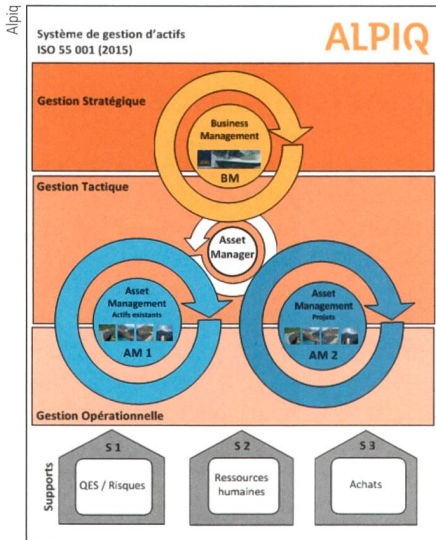 Alpiq
Système de gestion d'actifs
ISO 55 001 (2015)
ALPIQ
Gestion Stratégique
Business
Management
BM
Gestion Tactique
Asset
Manager
Asset
Management
Actifs existants
AM 1
Asset
Management
Projets
AM 2
Gestion Opérationnelle
Supports
S 1
QES / Risques
S 2
Ressources
humaines
S 3
Achats